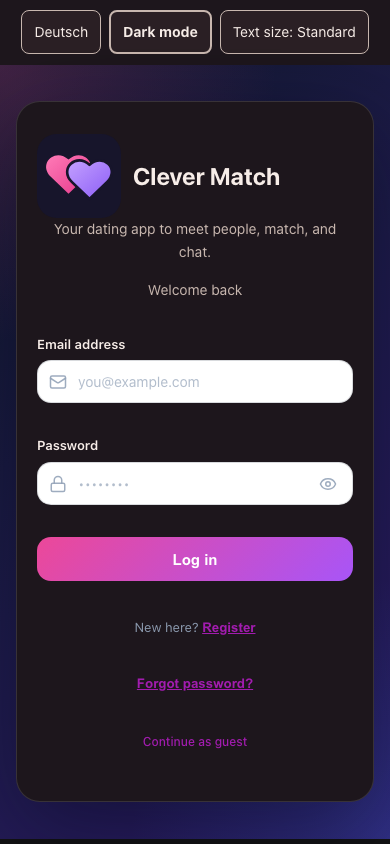 Deutsch
Dark mode
Text size: Standard
Clever Match
Your dating app to meet people, match, and
chat.
Welcome back
Email address
you@example.com
Password
••••••••
Log in
New here? Register
Forgot password?
Continue as guest